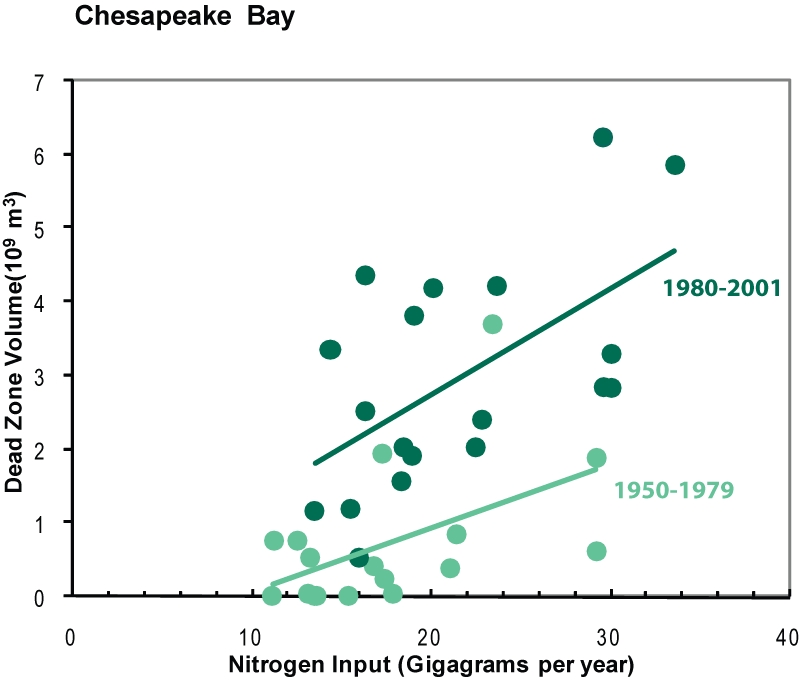 Chesapeake Bay
Dead Zone Volume(10⁹ m³)
7
6
5
4
3
2
1
0
1980-2001
1950-1979
0 10 20 30 40
Nitrogen Input (Gigagrams per year)